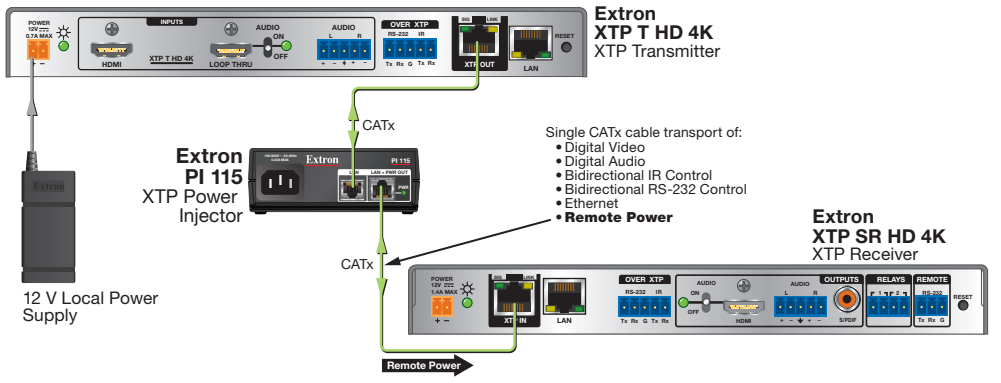 Extron
XTP T HD 4K
XTP Transmitter
POWER
12V
0.7A MAX
+ −
INPUTS
HDMI
XTP T HD 4K
LOOP THRU
AUDIO
ON
OFF
AUDIO
L R
+ − + −
OVER XTP
RS-232 IR
Tx Rx G Tx Rx
SIG LINK
XTP OUT
LAN
RESET
CATx
Extron
PI 115
XTP Power
Injector
Extron
PI 115
LAN
LAN + PWR OUT
PWR
Single CATx cable transport of:
• Digital Video
• Digital Audio
• Bidirectional IR Control
• Bidirectional RS-232 Control
• Ethernet
• Remote Power
Extron
12 V Local Power
Supply
CATx
Extron
XTP SR HD 4K
XTP Receiver
POWER
12V
1.4A MAX
+ −
SIG LINK
XTP IN
LAN
OVER XTP
RS-232 IR
Tx Rx G Tx Rx
AUDIO
ON
OFF
HDMI
OUTPUTS
AUDIO
L R
+ − + −
S/PDIF
RELAYS
1 2
REMOTE
RS-232
Tx Rx G
RESET
Remote Power